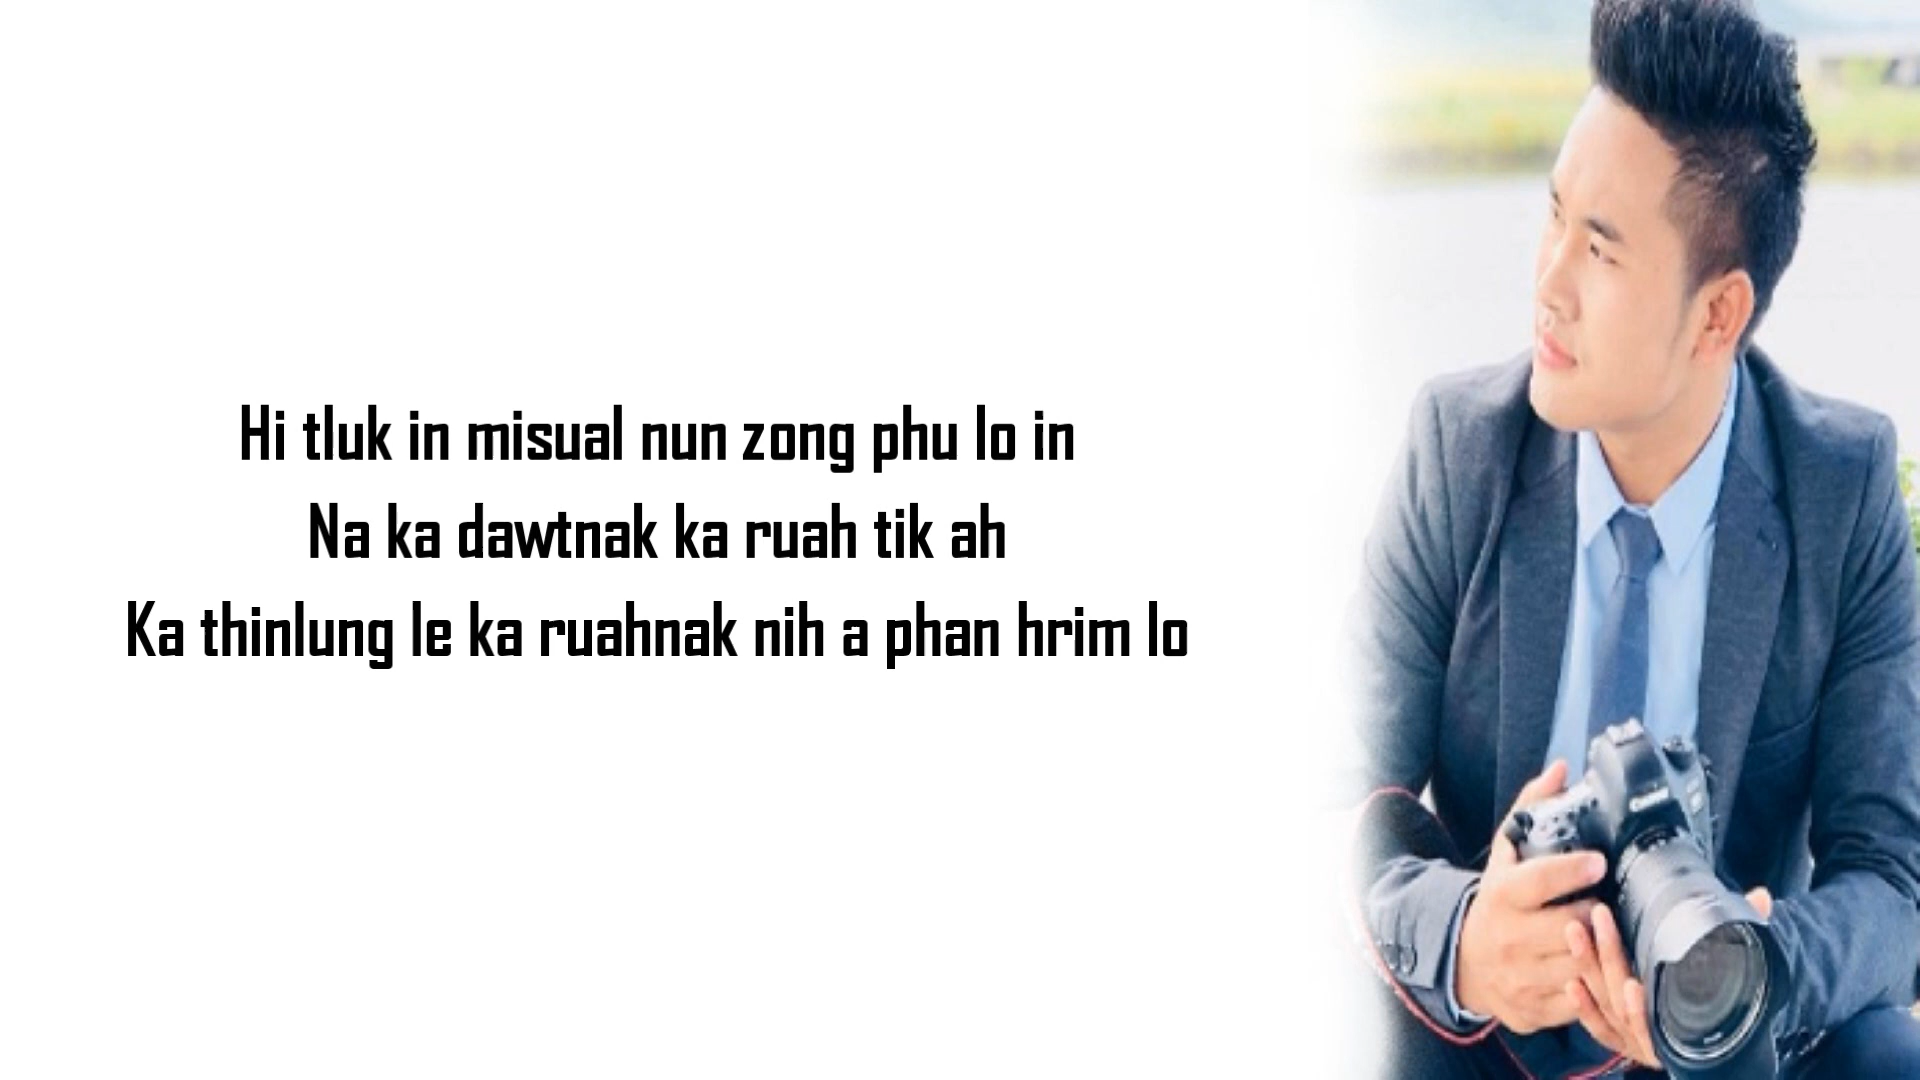 Hi tluk in misual nun zong phu lo in
Na ka dawtnak ka ruah tik ah
Ka thinlung le ka ruahnak nih a phan hrim lo
Canon